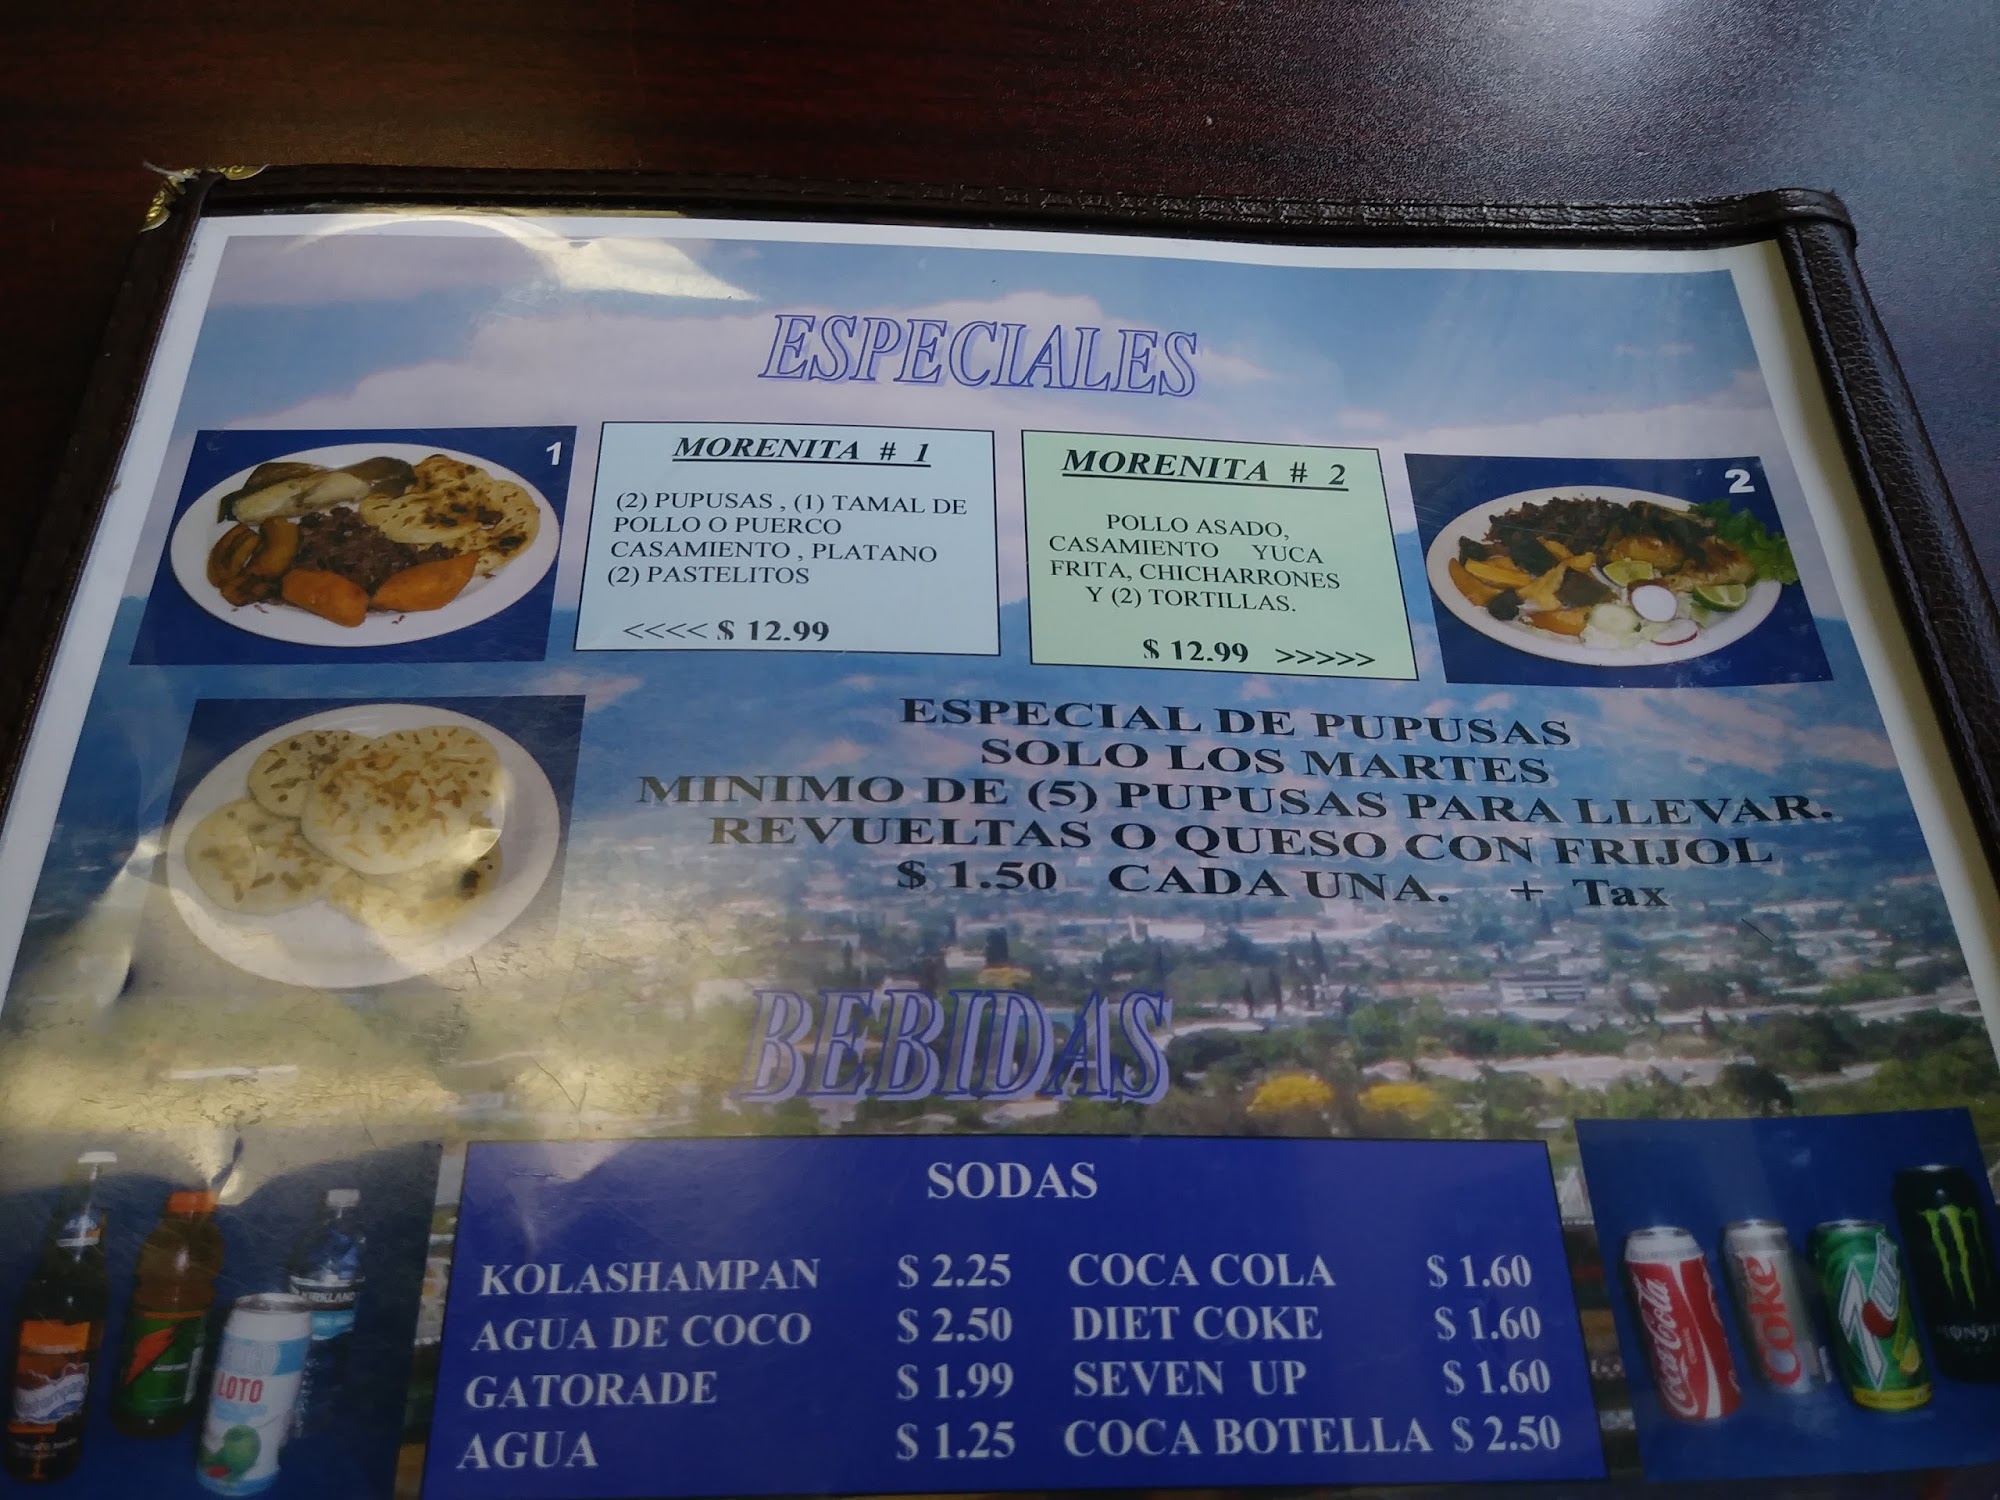 ESPECIALES
1
MORENITA # 1
(2) PUPUSAS , (1) TAMAL DE
POLLO O PUERCO
CASAMIENTO , PLATANO
(2) PASTELITOS
<<<< $ 12.99
MORENITA # 2
POLLO ASADO,
CASAMIENTO YUCA
FRITA, CHICHARRONES
Y (2) TORTILLAS.
$ 12.99 >>>>>
2
ESPECIAL DE PUPUSAS
SOLO LOS MARTES
MINIMO DE (5) PUPUSAS PARA LLEVAR.
REVUELTAS O QUESO CON FRIJOL
$ 1.50 CADA UNA. + Tax
BEBIDAS
SODAS
KOLASHAMPAN $ 2.25 COCA COLA $ 1.60
AGUA DE COCO $ 2.50 DIET COKE $ 1.60
GATORADE $ 1.99 SEVEN UP $ 1.60
AGUA $ 1.25 COCA BOTELLA $ 2.50
KIRKLAND
LOTO
Coca-Cola
Coke